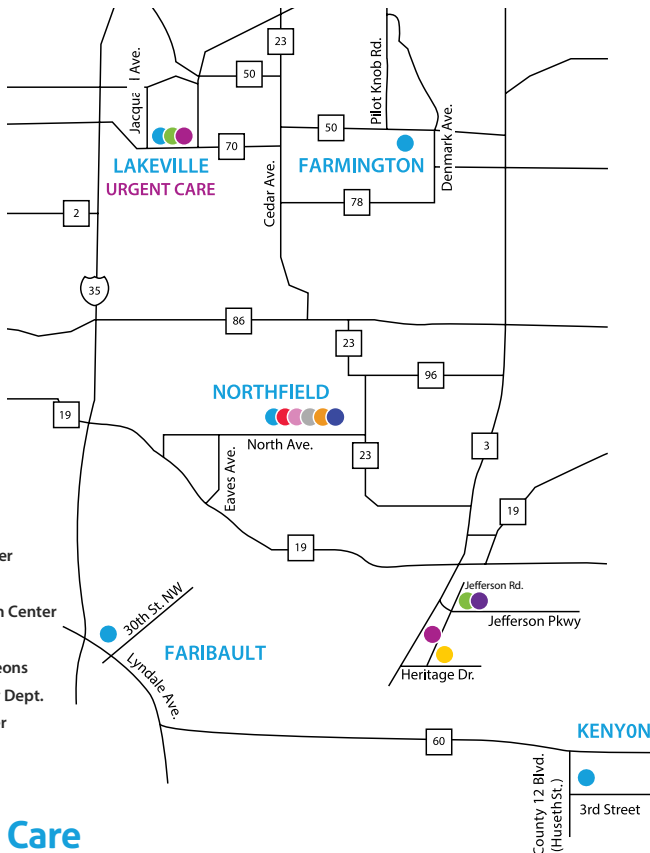 23
50
Jacqua l Ave.
Pilot Knob Rd.
50
Denmark Ave.
70
LAKEVILLE
URGENT CARE
FARMINGTON
Cedar Ave.
78
2
35
86
23
96
NORTHFIELD
19
North Ave.
Eaves Ave.
23
3
19
19
er
n Center
eons
Dept.
er
30th St. NW
FARIBAULT
Lyndale Ave.
Jefferson Rd.
Jefferson Pkwy
Heritage Dr.
60
KENYON
County 12 Blvd.
(Huseth St.)
3rd Street
Care